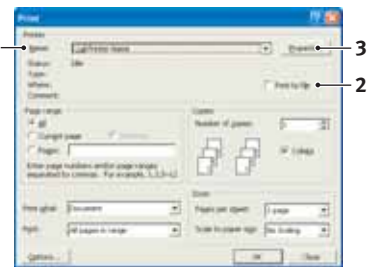 Print
Printer
Name: Printer Name Properties 3
Status: Idle
Type:
Where: Print to file 2
Comment:
Page range Copies
All Number of copies: 1
Current page
Pages: Collate
Enter page numbers and/or page ranges
separated by commas. For example, 1,3,5-12
Zoom
Print what: Document Pages per sheet: 1 page
Print: All pages in range Scale to paper size: No Scaling
Options... OK Close